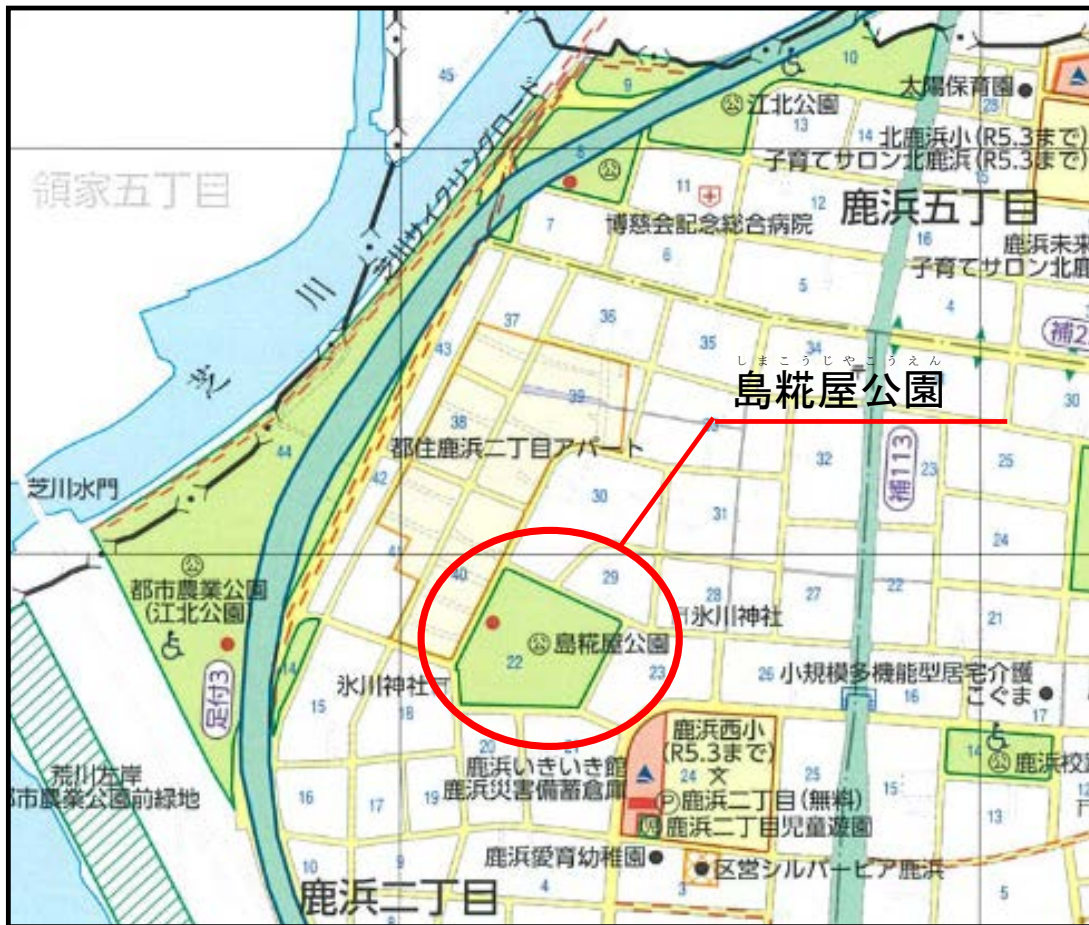 45
9
10
江北公園
太陽保育園
28
13
14
北鹿浜小(R5.3まで)
子育てサロン北鹿浜(R5.3まで)
15
領家五丁目
芝川サイクリングロード
8
11
12
鹿浜五丁目
博慈会記念総合病院
7
6
16
鹿浜未来
子育てサロン北鹿
5
4
川
37
36
35
34
補2
43
しまこうじやこうえん
島糀屋公園
芝
39
30
38
33
都住鹿浜二丁目アパート
32
補113
23
25
44
42
芝川水門
30
31
24
41
都市農業公園
(江北公園)
40
29
28
27
22
氷川神社
21
22
島糀屋公園
23
14
足付3
氷川神社
15
18
26
小規模多機能型居宅介護
こぐま
16
17
20
21
鹿浜西小
(R5.3まで)
14
荒川左岸
都市農業公園前緑地
鹿浜いきいき館
鹿浜災害備蓄倉庫
24
文
25
15
12
16
17
19
P鹿浜二丁目(無料)
鹿浜二丁目児童遊園
13
10
9
鹿浜愛育幼稚園
区営シルバーピア鹿浜
鹿浜二丁目
8
4
3
5